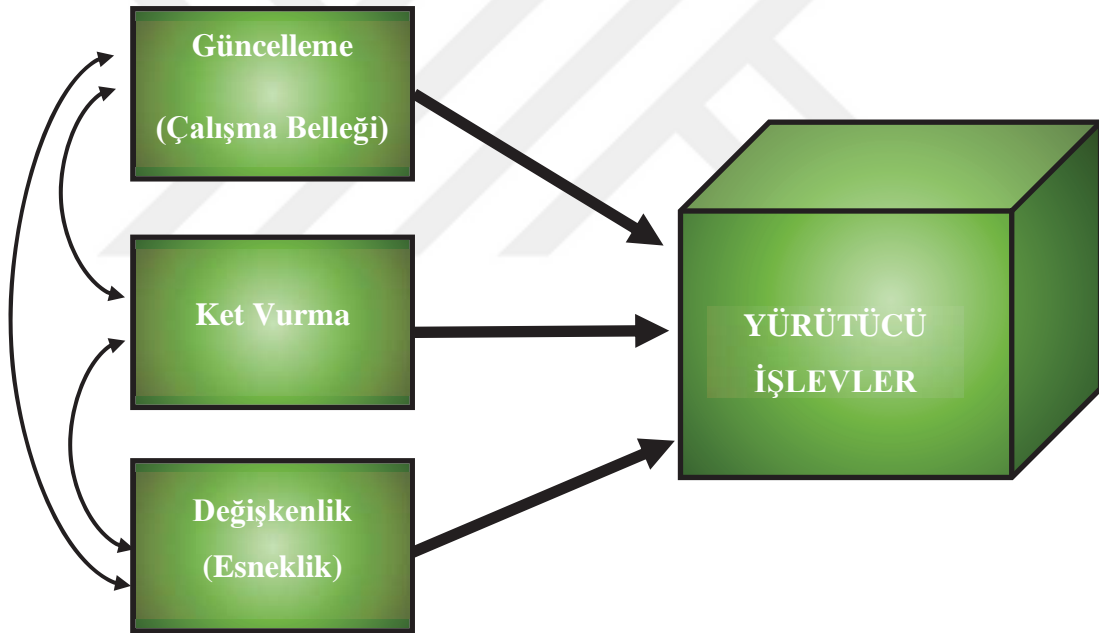 Güncelleme
(Çalışma Belleği)
Ket Vurma
Değişkenlik
(Esneklik)
YÜRÜTÜCÜ
İŞLEVLER